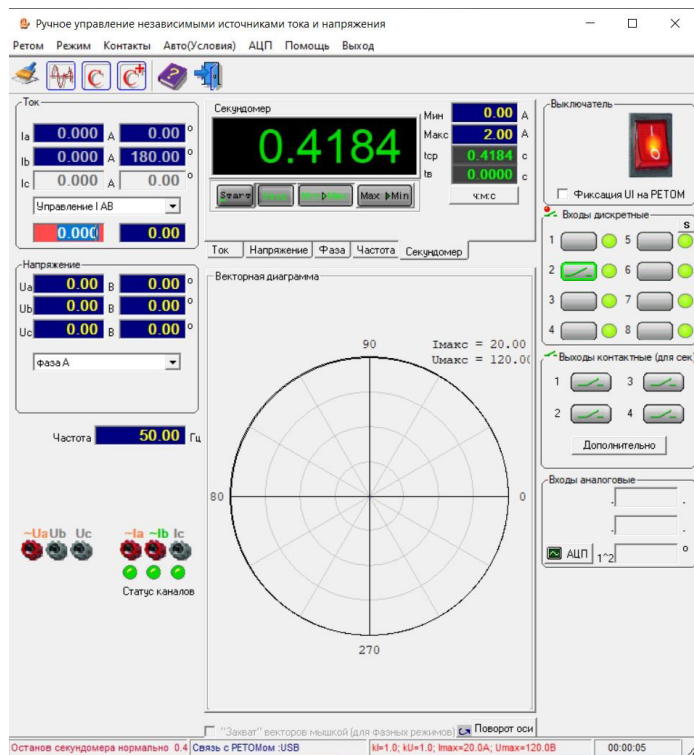 Ручное управление независимыми источниками тока и напряжения
Ретом Режим Контакты Авто(Условия) АЦП Помощь Выход
Ток
Ia 0.000 A 0.00 °
Ib 0.000 A 180.00 °
Ic 0.000 A 0.00 °
Управление I AB
0.000 0.00
Секундомер
0.4184
Start
Max ▶Min
Мин 0.00 А
Макс 2.00 А
tср 0.4184 с
tв 0.0000 с
ч:м:с
Ток Напряжение Фаза Частота Секундомер
Напряжение
Ua 0.00 В 0.00 °
Ub 0.00 В 0.00 °
Uc 0.00 В 0.00 °
фаза А
Частота 50.00 Гц
~Ua Ub Uc ~Ia ~Ib Ic
Статус каналов
Векторная диаграмма
Iмакс = 20.00
Uмакс = 120.00
90
80
0
270
"Захват" векторов мышкой (для фазных режимов)
Поворот оси
Выключатель
Фиксация UI на РЕТОМ
Входы дискретные
S
1 5
2 6
3 7
4 8
Выходы контактные (для сек)
1 3
2 4
Дополнительно
Входы аналоговые
АЦП 1^2 °
Останов секундомера нормально 0.4 Связь с РЕТОМом :USB kI=1.0; kU=1.0; Imax=20.0A; Umax=120.0B 00:00:05